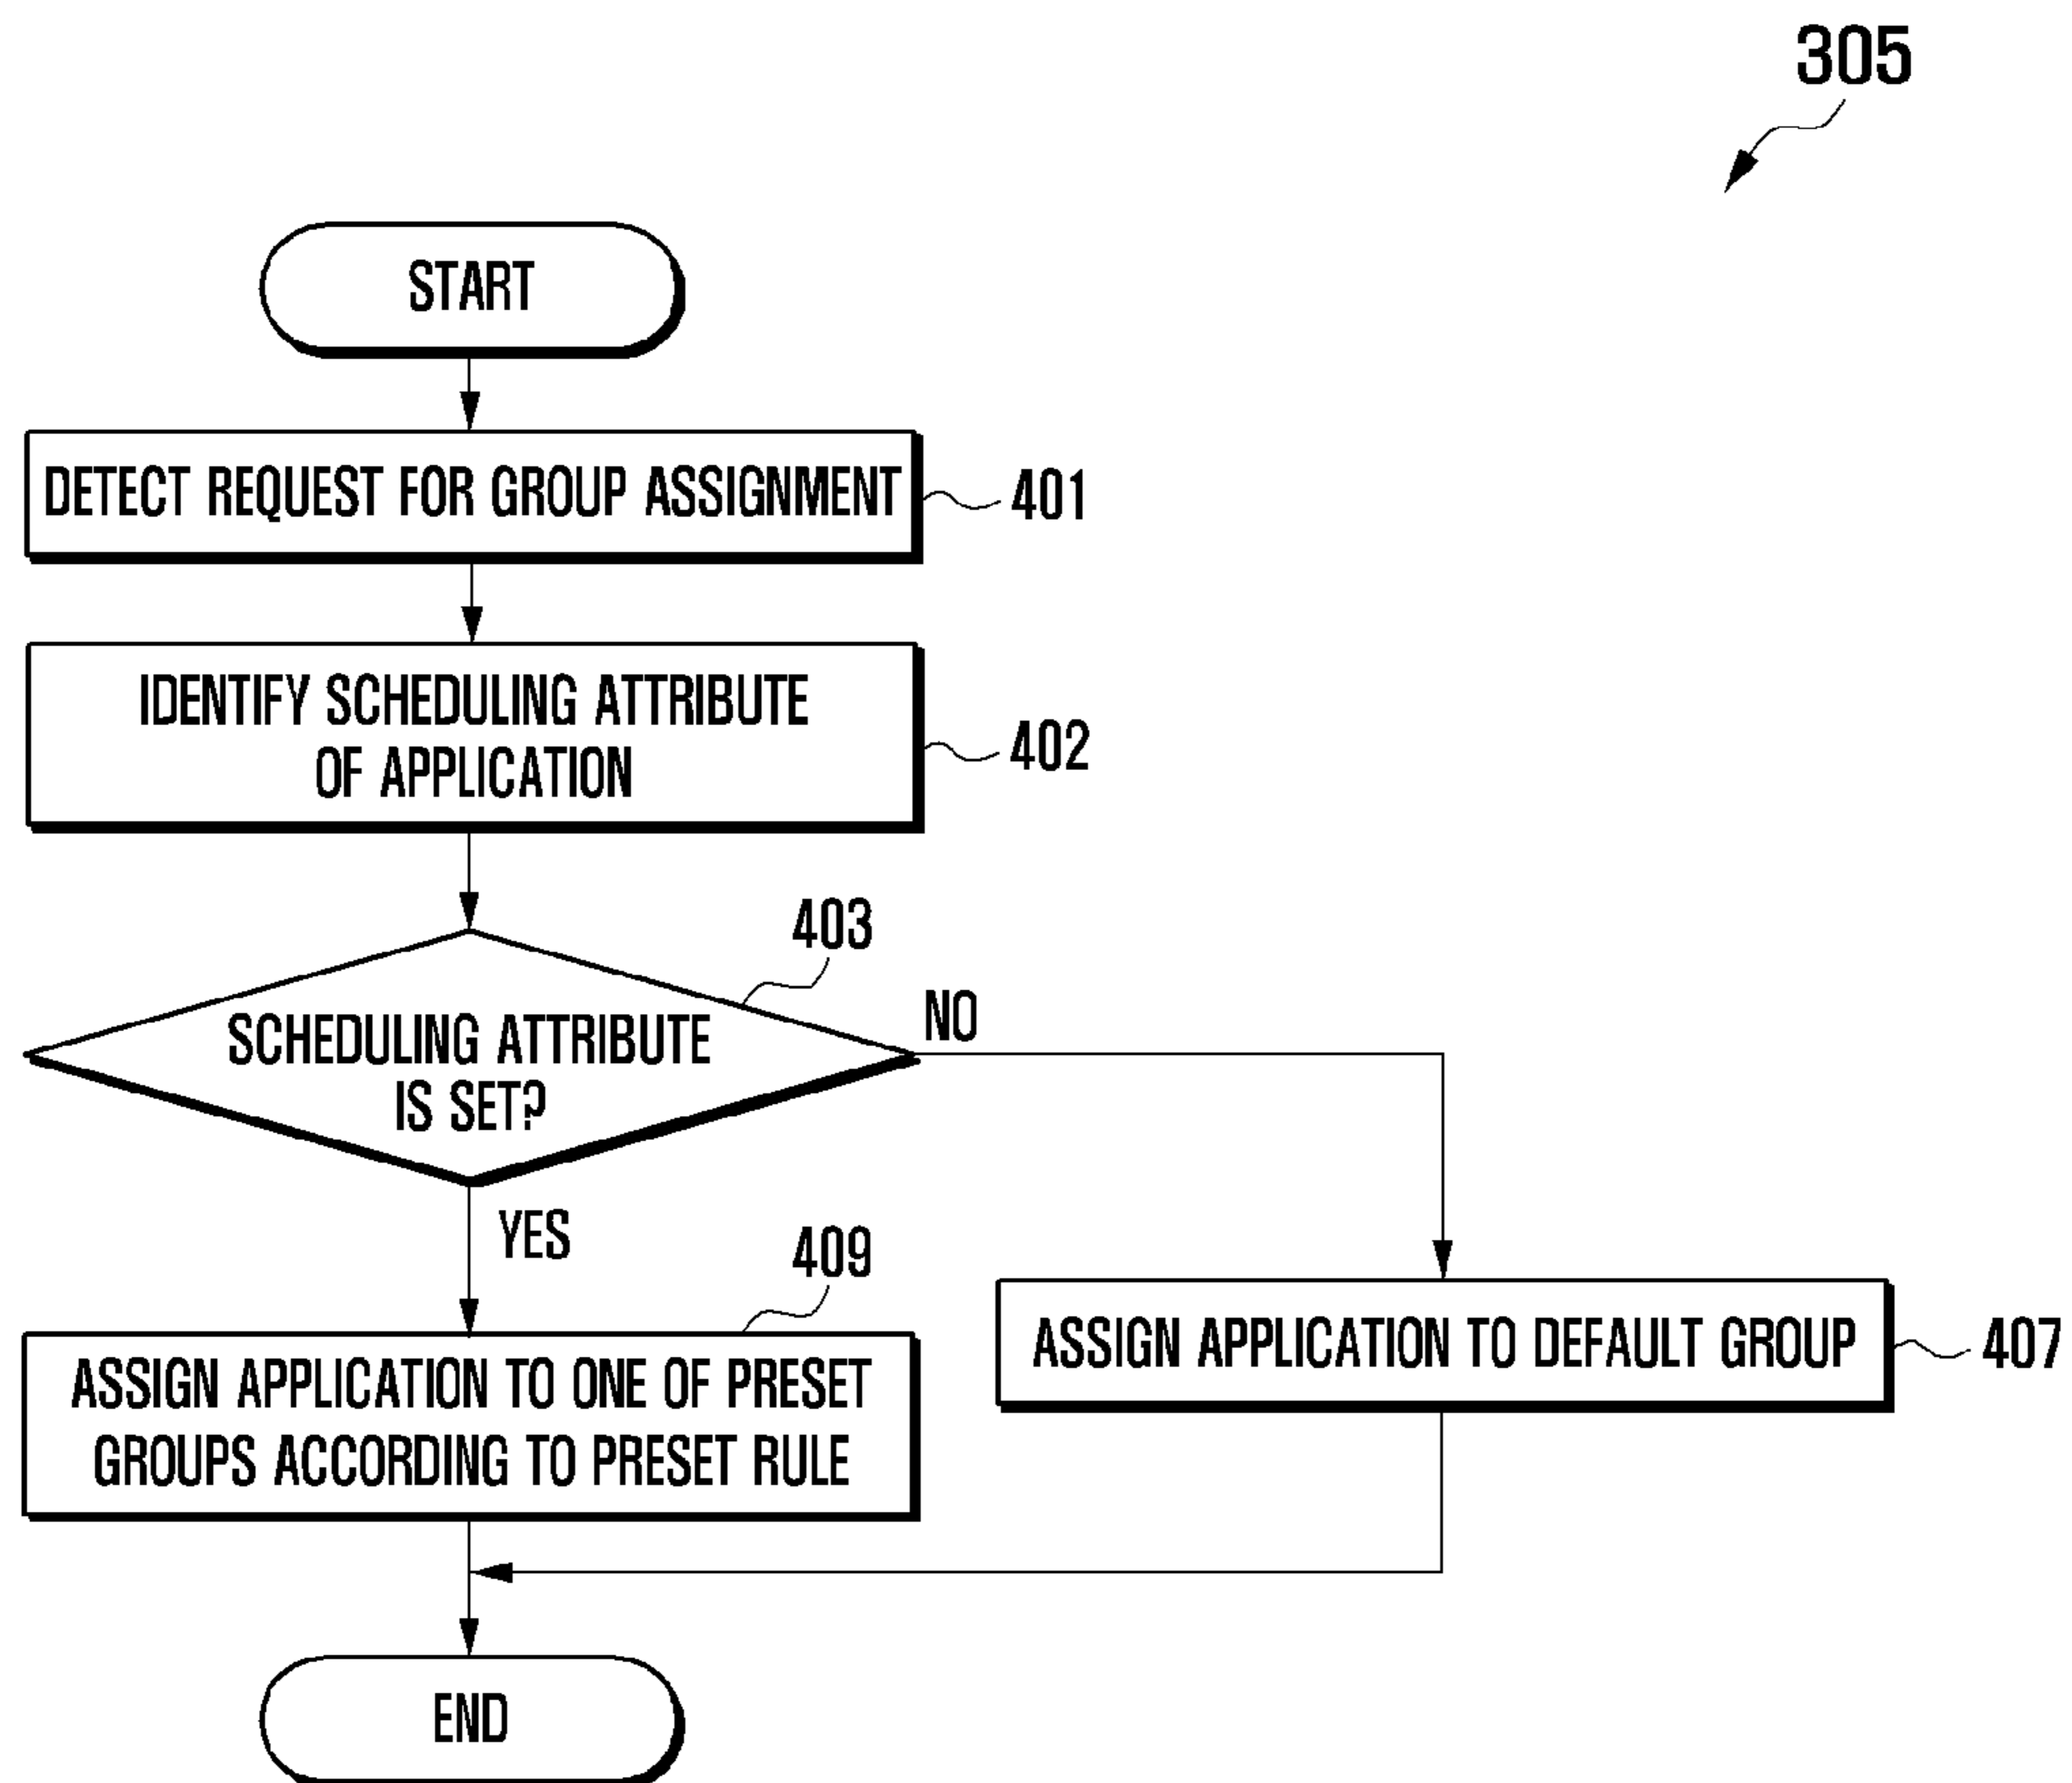 305
START
DETECT REQUEST FOR GROUP ASSIGNMENT
401
IDENTIFY SCHEDULING ATTRIBUTE
OF APPLICATION
402
403
SCHEDULING ATTRIBUTE
IS SET?
NO
YES
409
ASSIGN APPLICATION TO ONE OF PRESET
GROUPS ACCORDING TO PRESET RULE
ASSIGN APPLICATION TO DEFAULT GROUP
407
END